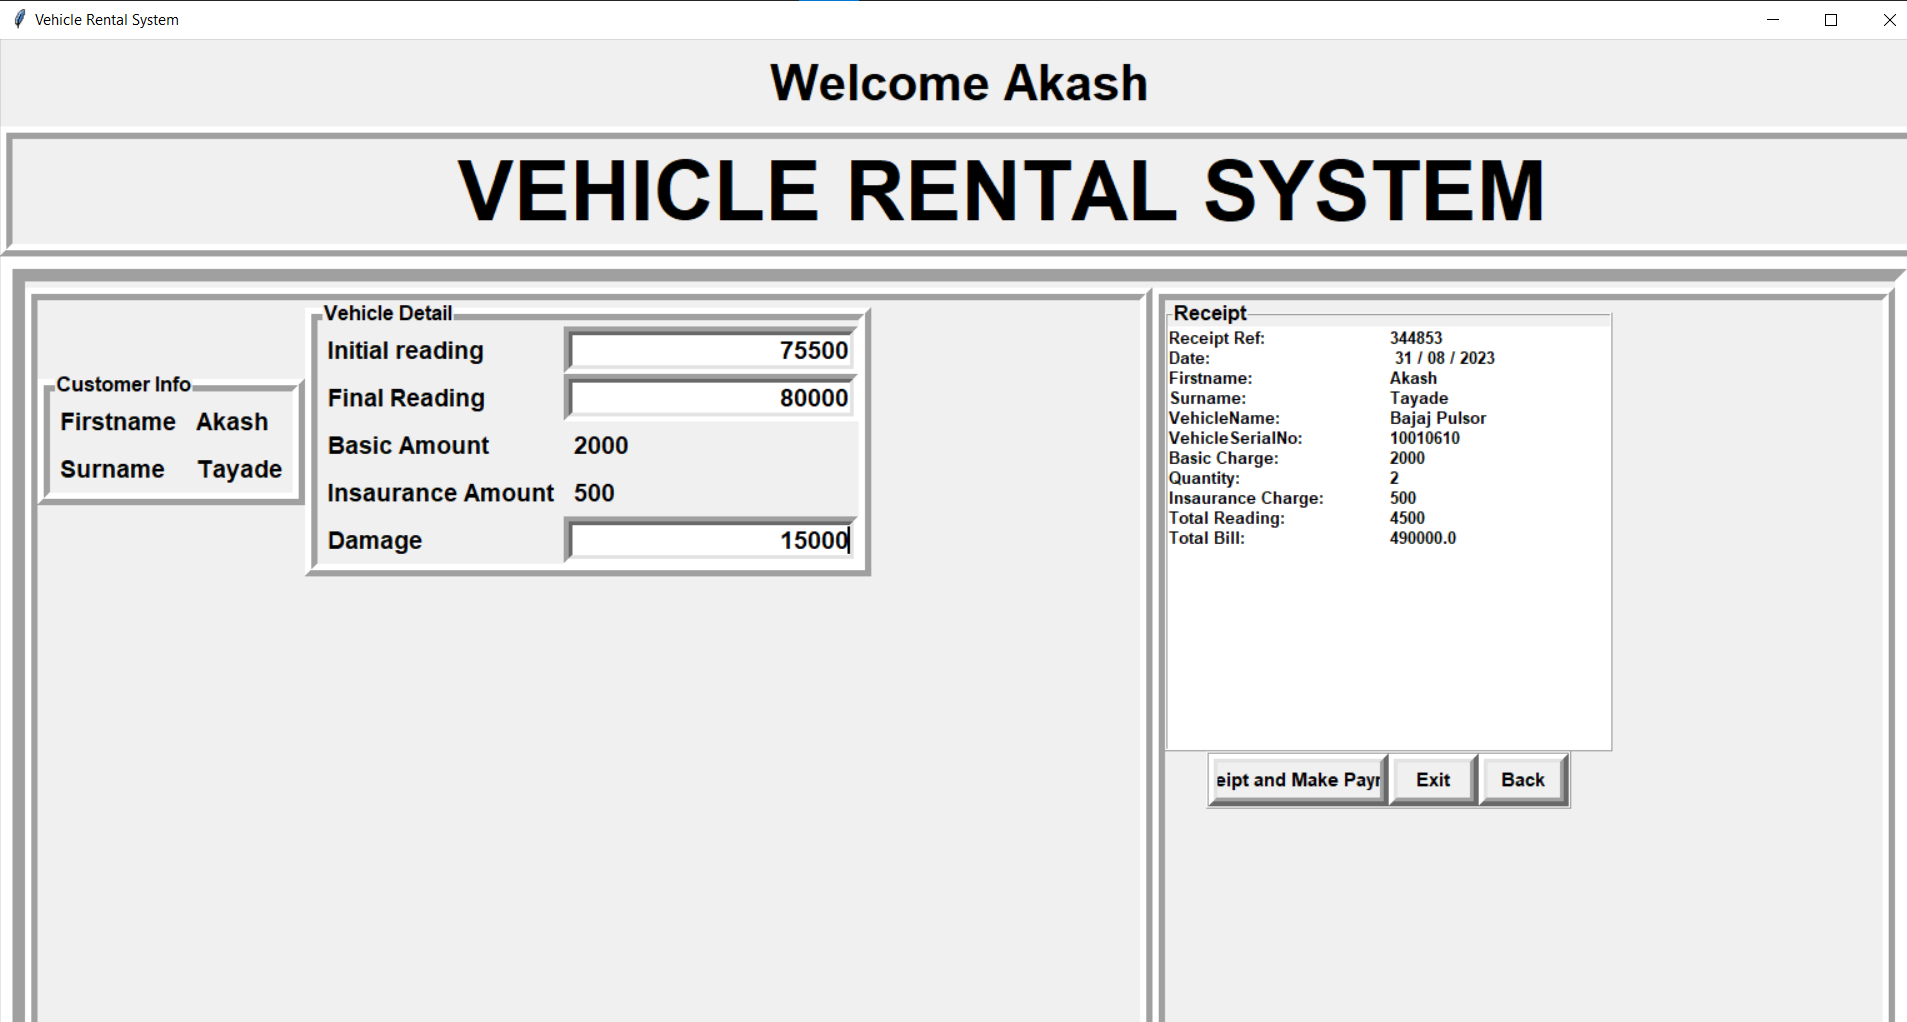 Vehicle Rental System
Welcome Akash
VEHICLE RENTAL SYSTEM
Customer Info
Firstname Akash
Surname Tayade
Vehicle Detail
Initial reading 75500
Final Reading 80000
Basic Amount 2000
Insaurance Amount 500
Damage 15000
Receipt
Receipt Ref: 344853
Date: 31 / 08 / 2023
Firstname: Akash
Surname: Tayade
VehicleName: Bajaj Pulsor
VehicleSerialNo: 10010610
Basic Charge: 2000
Quantity: 2
Insaurance Charge: 500
Total Reading: 4500
Total Bill: 490000.0
eipt and Make Payr Exit Back